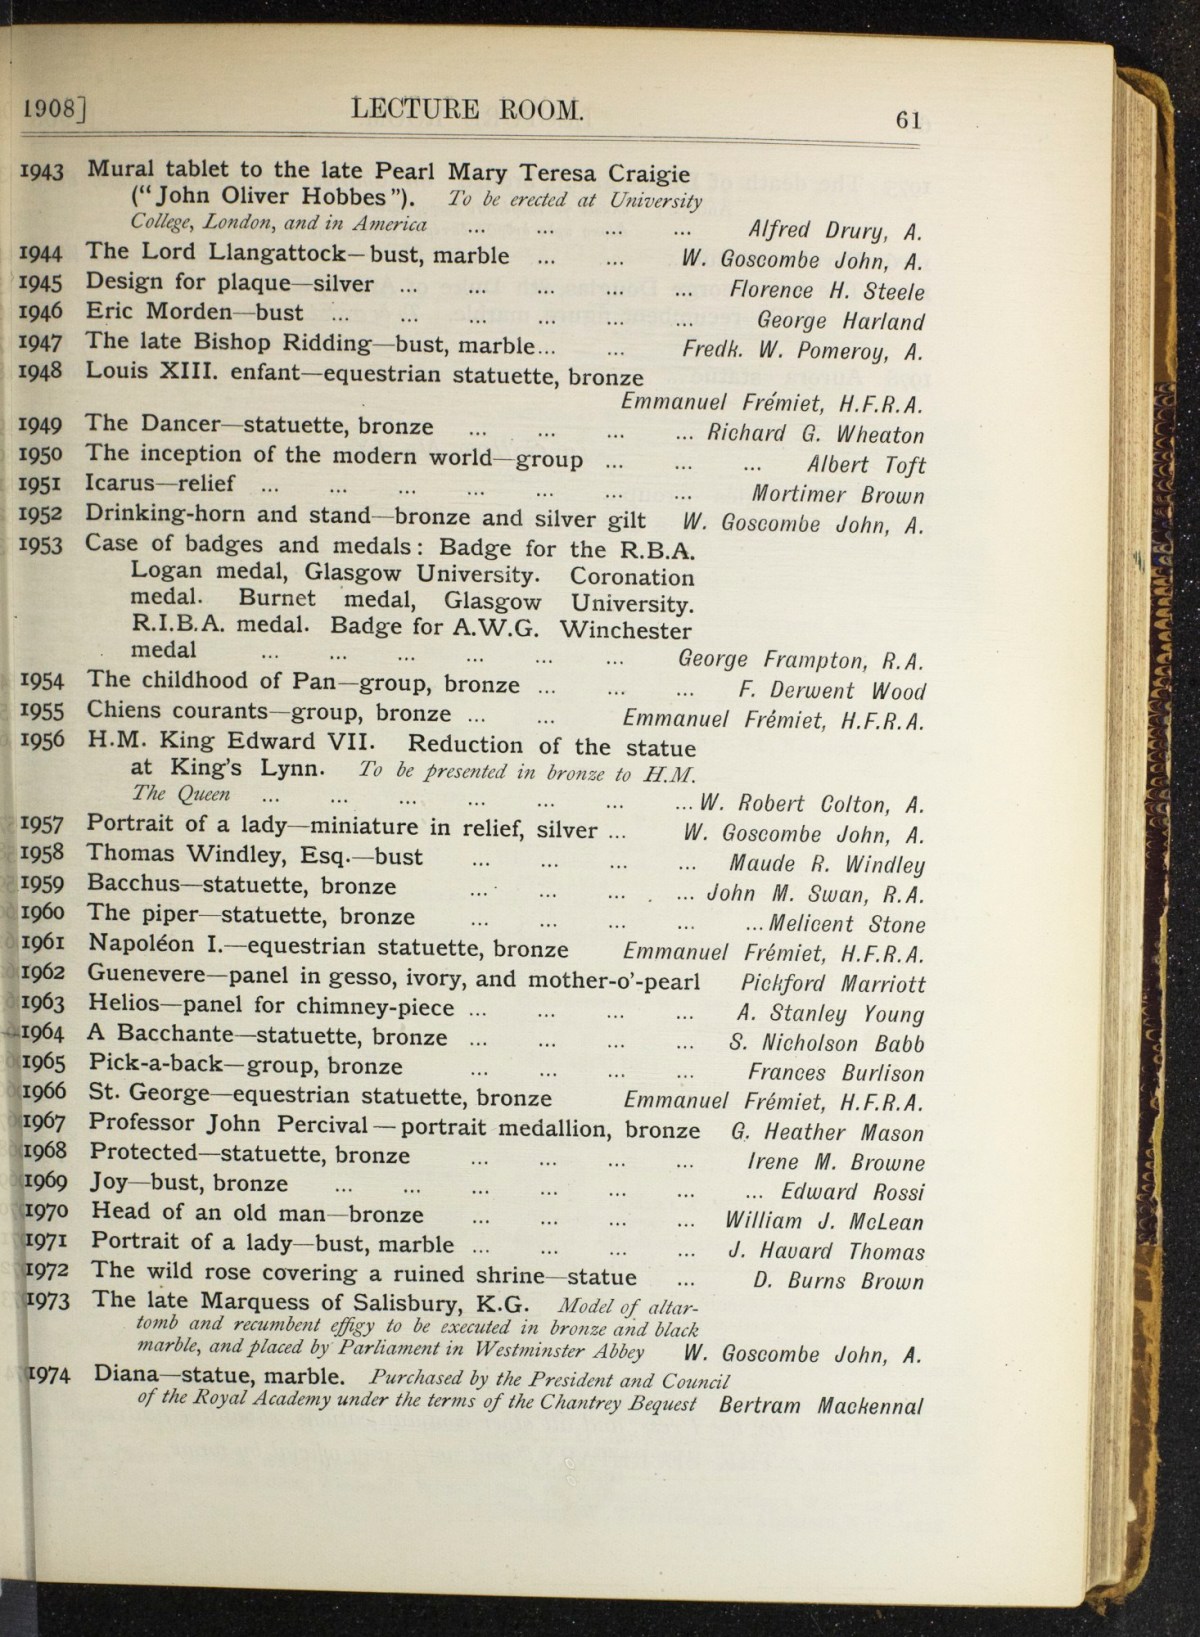 1908] LECTURE ROOM. 61
1943 Mural tablet to the late Pearl Mary Teresa Craigie
("John Oliver Hobbes"). To be erected at University
College, London, and in America ... ... ... ... Alfred Drury, A.
1944 The Lord Llangattock—bust, marble ... ... W. Goscombe John, A.
1945 Design for plaque—silver ... ... ... ... ... Florence H. Steele
1946 Eric Morden—bust ... ... ... ... ... ... George Harland
1947 The late Bishop Ridding—bust, marble... ... Fredk. W. Pomeroy, A.
1948 Louis XIII. enfant—equestrian statuette, bronze
Emmanuel Frémiet, H.F.R.A.
1949 The Dancer—statuette, bronze ... ... ... ... Richard G. Wheaton
1950 The inception of the modern world—group ... ... ... Albert Toft
1951 Icarus—relief ... ... ... ... ... ... ... Mortimer Brown
1952 Drinking-horn and stand—bronze and silver gilt W. Goscombe John, A.
1953 Case of badges and medals: Badge for the R.B.A.
Logan medal, Glasgow University. Coronation
medal. Burnet medal, Glasgow University.
R.I.B.A. medal. Badge for A.W.G. Winchester
medal ... ... ... ... ... ... George Frampton, R.A.
1954 The childhood of Pan—group, bronze ... ... ... F. Derwent Wood
1955 Chiens courants—group, bronze ... ... Emmanuel Frémiet, H.F.R.A.
1956 H.M. King Edward VII. Reduction of the statue
at King's Lynn. To be presented in bronze to H.M.
The Queen ... ... ... ... ... ... ... W. Robert Colton, A.
1957 Portrait of a lady—miniature in relief, silver ... W. Goscombe John, A.
1958 Thomas Windley, Esq.—bust ... ... ... ... Maude R. Windley
1959 Bacchus—statuette, bronze ... ... ... ... John M. Swan, R.A.
1960 The piper—statuette, bronze ... ... ... ... ... Melicent Stone
1961 Napoléon I.—equestrian statuette, bronze Emmanuel Frémiet, H.F.R.A.
1962 Guenevere—panel in gesso, ivory, and mother-o'-pearl Pickford Marriott
1963 Helios—panel for chimney-piece ... ... ... ... A. Stanley Young
1964 A Bacchante—statuette, bronze ... ... ... ... S. Nicholson Babb
1965 Pick-a-back—group, bronze ... ... ... ... Frances Burlison
1966 St. George—equestrian statuette, bronze Emmanuel Frémiet, H.F.R.A.
1967 Professor John Percival—portrait medallion, bronze G. Heather Mason
1968 Protected—statuette, bronze ... ... ... ... Irene M. Browne
1969 Joy—bust, bronze ... ... ... ... ... ... ... Edward Rossi
1970 Head of an old man—bronze ... ... ... ... William J. McLean
1971 Portrait of a lady—bust, marble ... ... ... ... J. Havard Thomas
1972 The wild rose covering a ruined shrine—statue ... D. Burns Brown
1973 The late Marquess of Salisbury, K.G. Model of altar-
tomb and recumbent effigy to be executed in bronze and black
marble, and placed by Parliament in Westminster Abbey W. Goscombe John, A.
1974 Diana—statue, marble. Purchased by the President and Council
of the Royal Academy under the terms of the Chantrey Bequest Bertram Mackennal